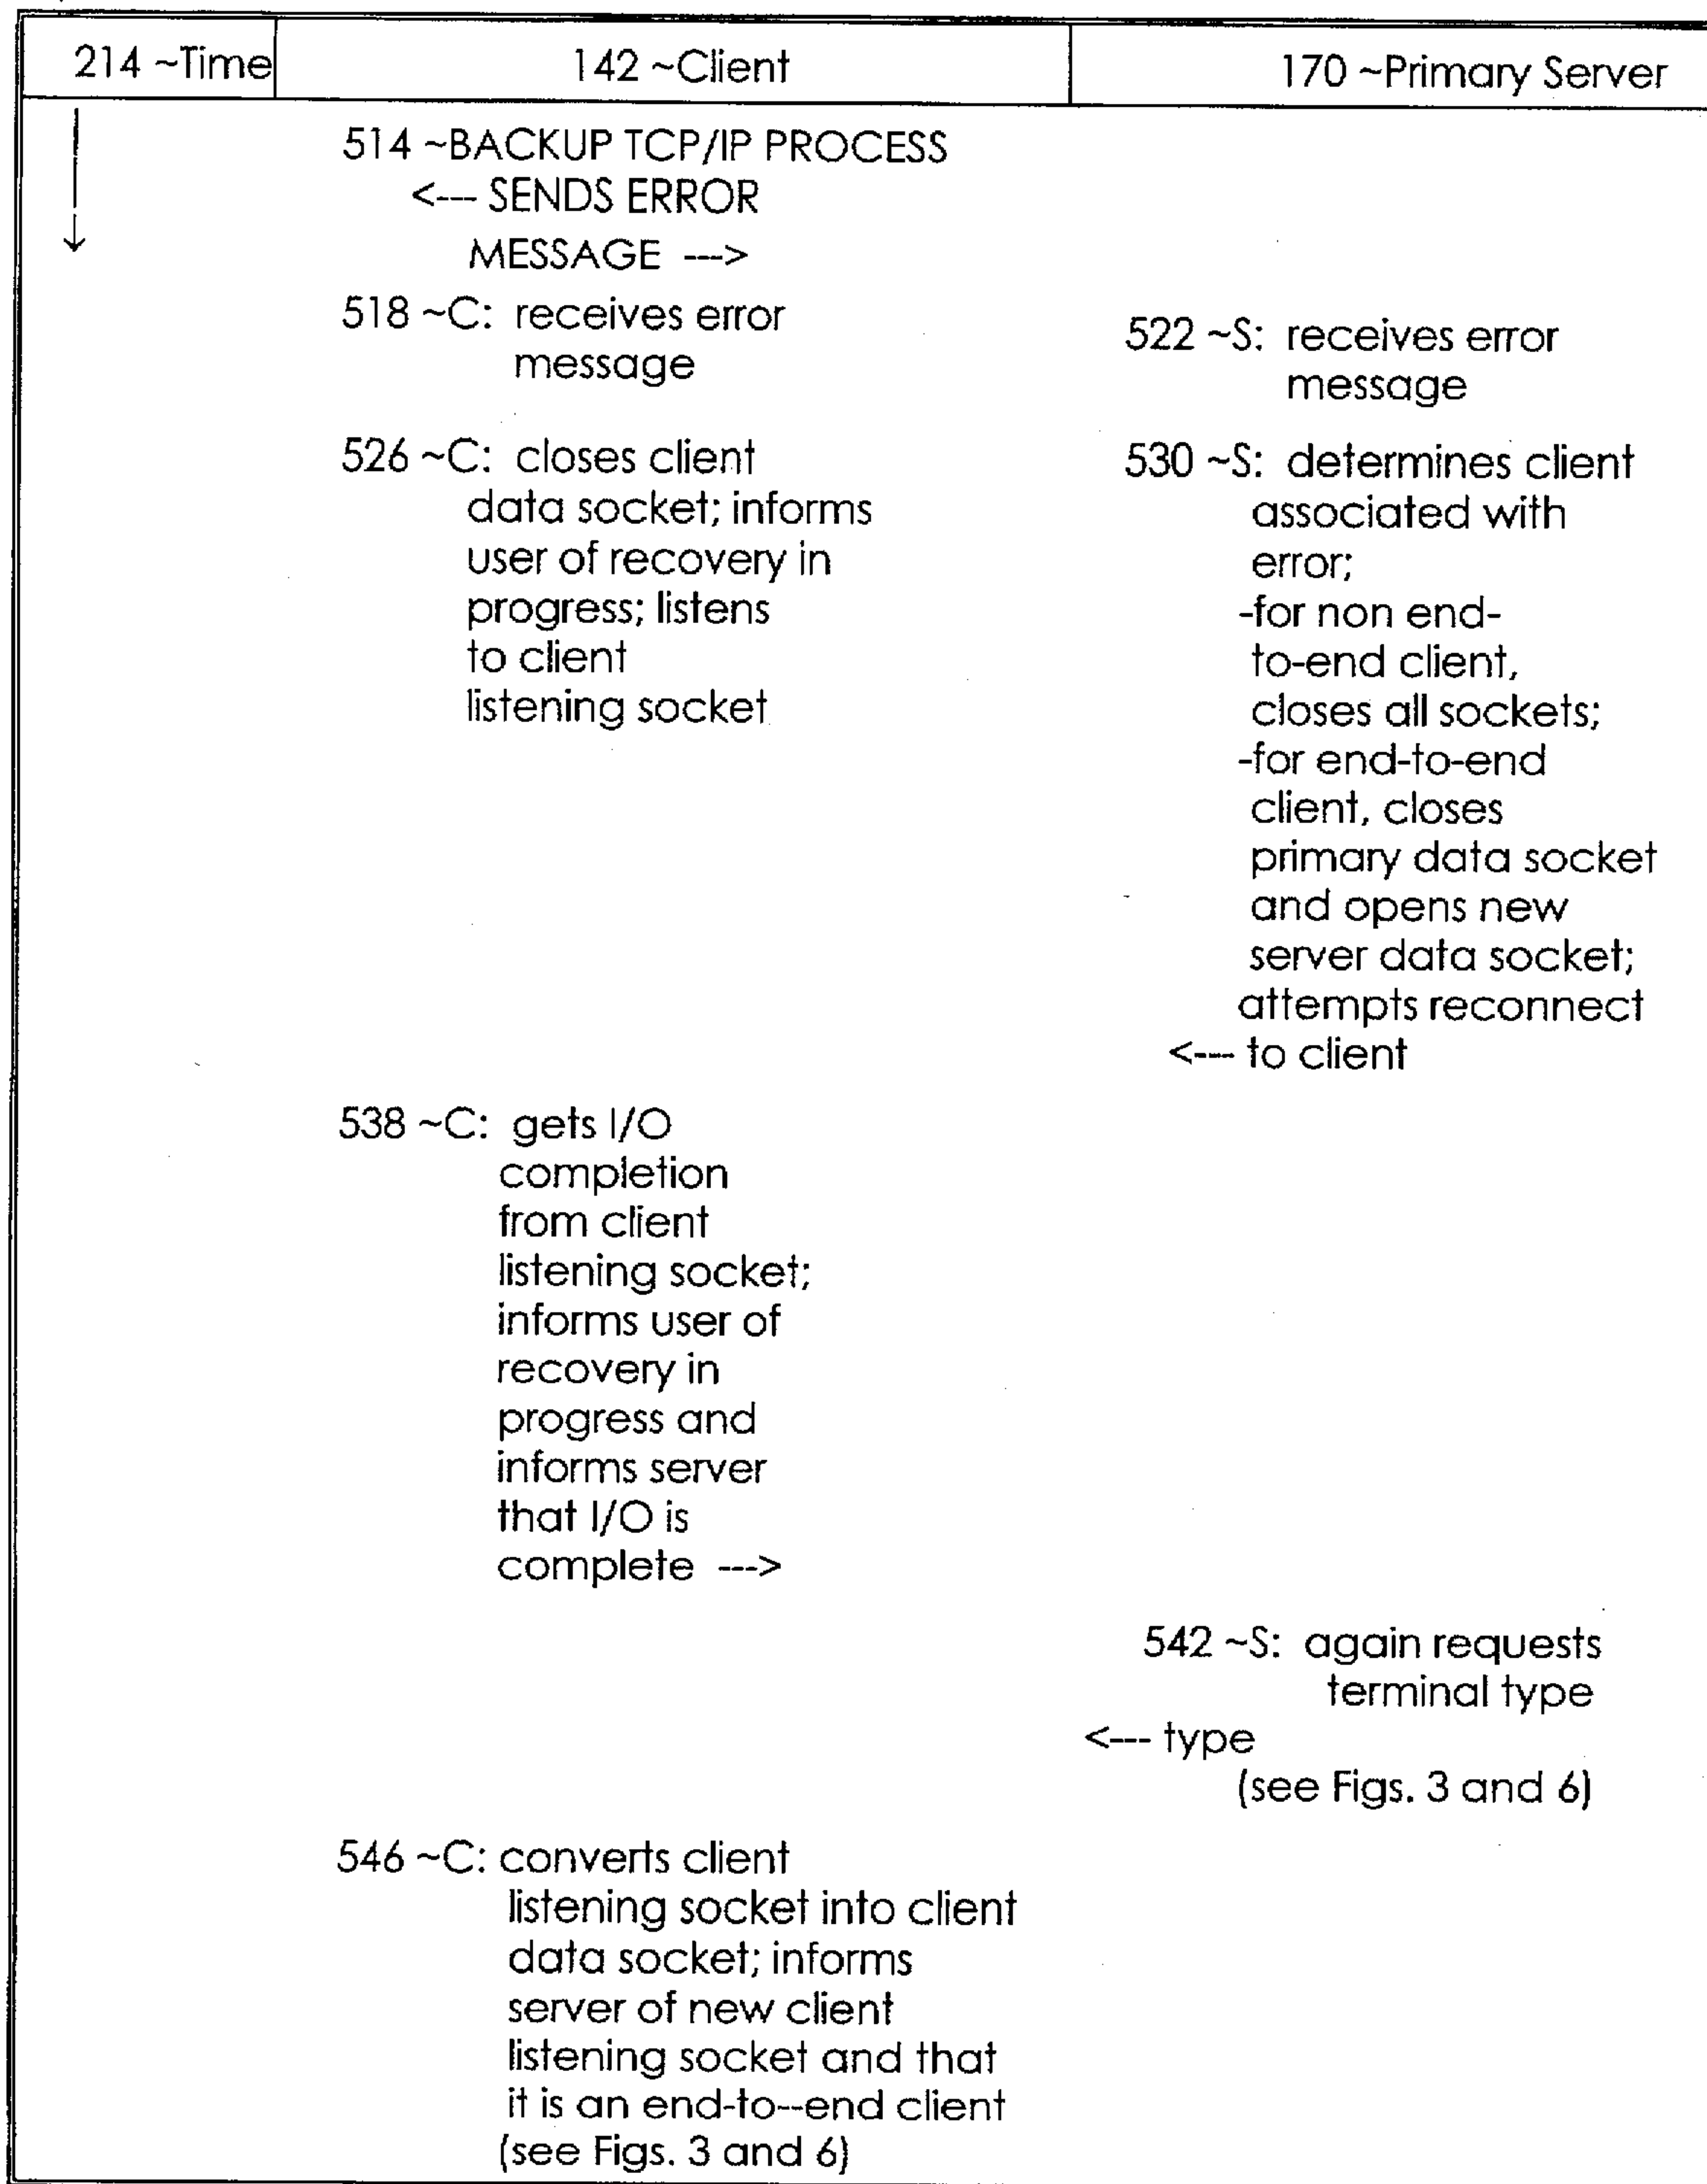 214 ~Time 142 ~Client 170 ~Primary Server
514 ~BACKUP TCP/IP PROCESS
<--- SENDS ERROR
MESSAGE --->
518 ~C: receives error
message
522 ~S: receives error
message
526 ~C: closes client
data socket; informs
user of recovery in
progress; listens
to client
listening socket
530 ~S: determines client
associated with
error;
-for non end-
to-end client,
closes all sockets;
-for end-to-end
client, closes
primary data socket
and opens new
server data socket;
attempts reconnect
<--- to client
538 ~C: gets I/O
completion
from client
listening socket;
informs user of
recovery in
progress and
informs server
that I/O is
complete --->
542 ~S: again requests
terminal type
<--- type
(see Figs. 3 and 6)
546 ~C: converts client
listening socket into client
data socket; informs
server of new client
listening socket and that
it is an end-to--end client
(see Figs. 3 and 6)